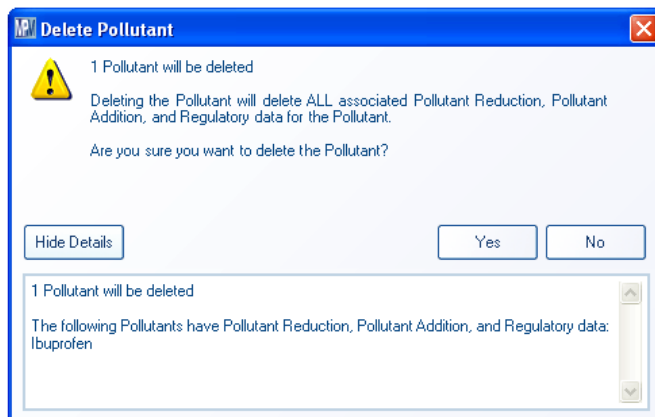 MPV Delete Pollutant
1 Pollutant will be deleted
Deleting the Pollutant will delete ALL associated Pollutant Reduction, Pollutant
Addition, and Regulatory data for the Pollutant.
Are you sure you want to delete the Pollutant?
Hide Details
Yes
No
1 Pollutant will be deleted
The following Pollutants have Pollutant Reduction, Pollutant Addition, and Regulatory data:
Ibuprofen